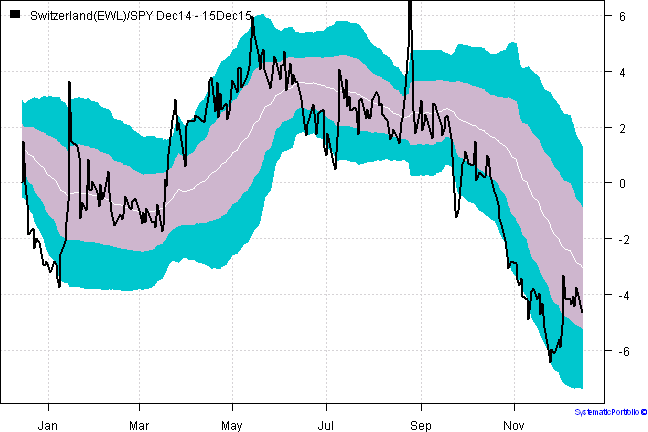 Switzerland(EWL)/SPY Dec14 - 15Dec15
6
4
2
0
-2
-4
-6
Jan Mar May Jul Sep Nov
SystematicPortfolio ©